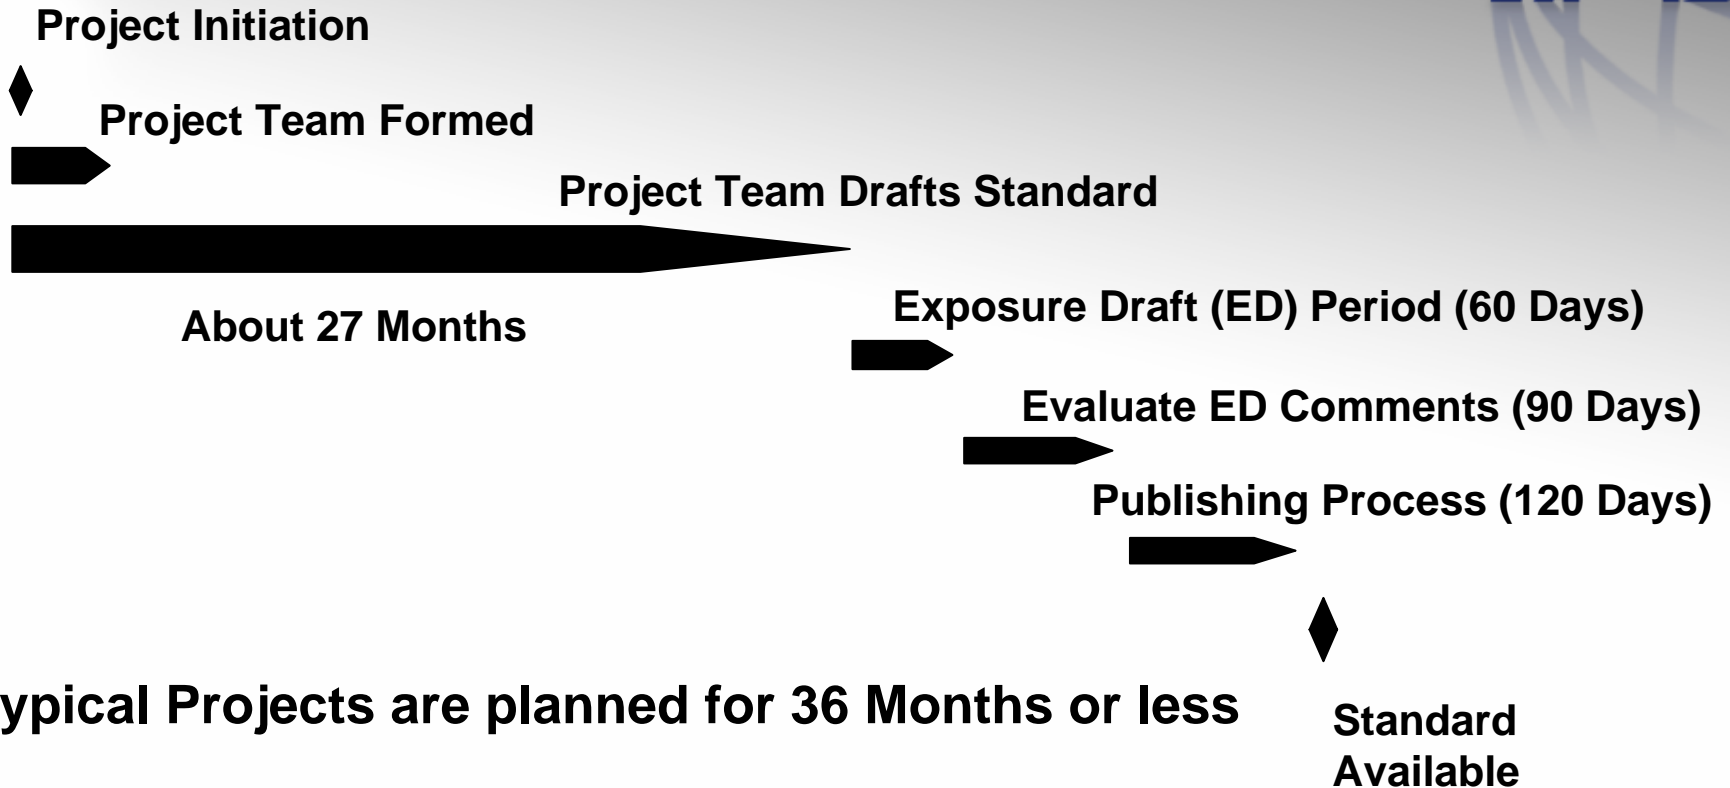 Project Initiation
Project Team Formed
Project Team Drafts Standard
About 27 Months
Exposure Draft (ED) Period (60 Days)
Evaluate ED Comments (90 Days)
Publishing Process (120 Days)
ypical Projects are planned for 36 Months or less
Standard
Available